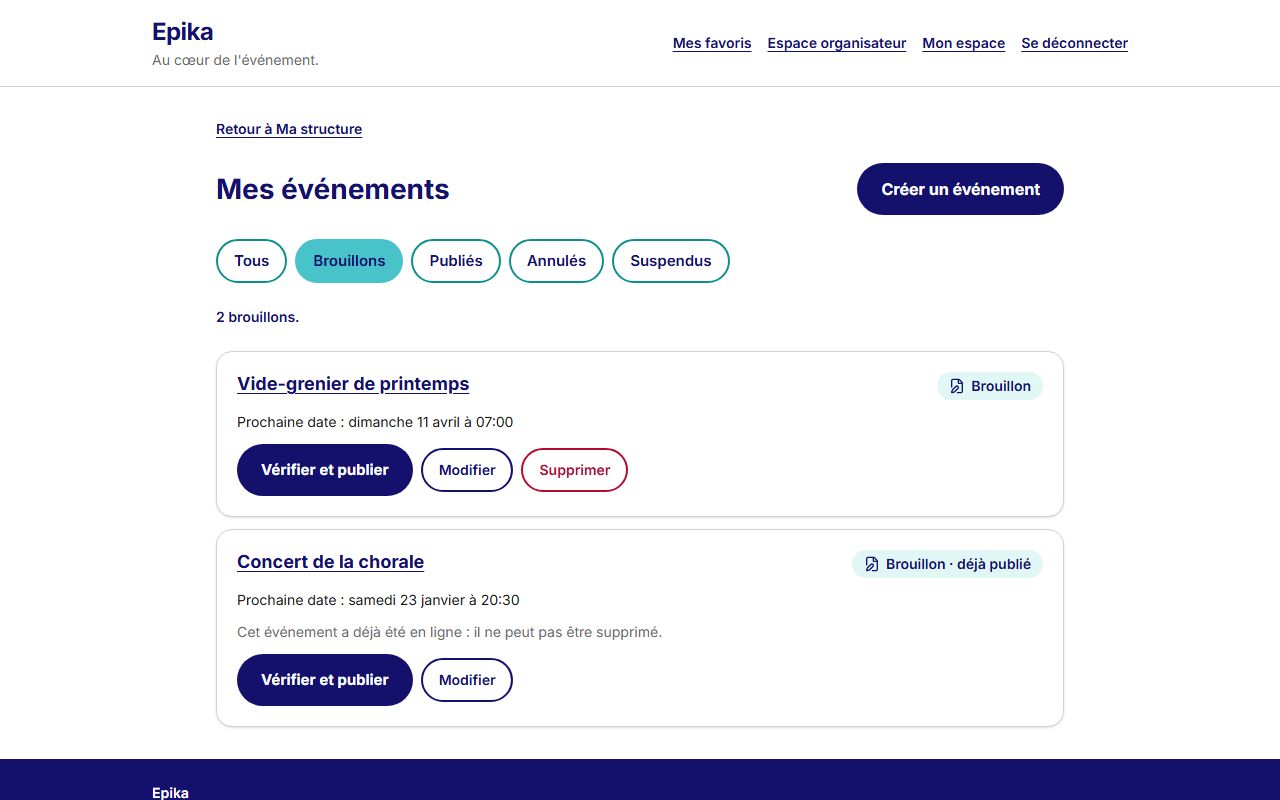 Epika
Au cœur de l'événement.
Mes favoris
Espace organisateur
Mon espace
Se déconnecter
Retour à Ma structure
Mes événements
Créer un événement
Tous
Brouillons
Publiés
Annulés
Suspendus
2 brouillons.
Vide-grenier de printemps
Brouillon
Prochaine date : dimanche 11 avril à 07:00
Vérifier et publier
Modifier
Supprimer
Concert de la chorale
Brouillon · déjà publié
Prochaine date : samedi 23 janvier à 20:30
Cet événement a déjà été en ligne : il ne peut pas être supprimé.
Vérifier et publier
Modifier
Epika